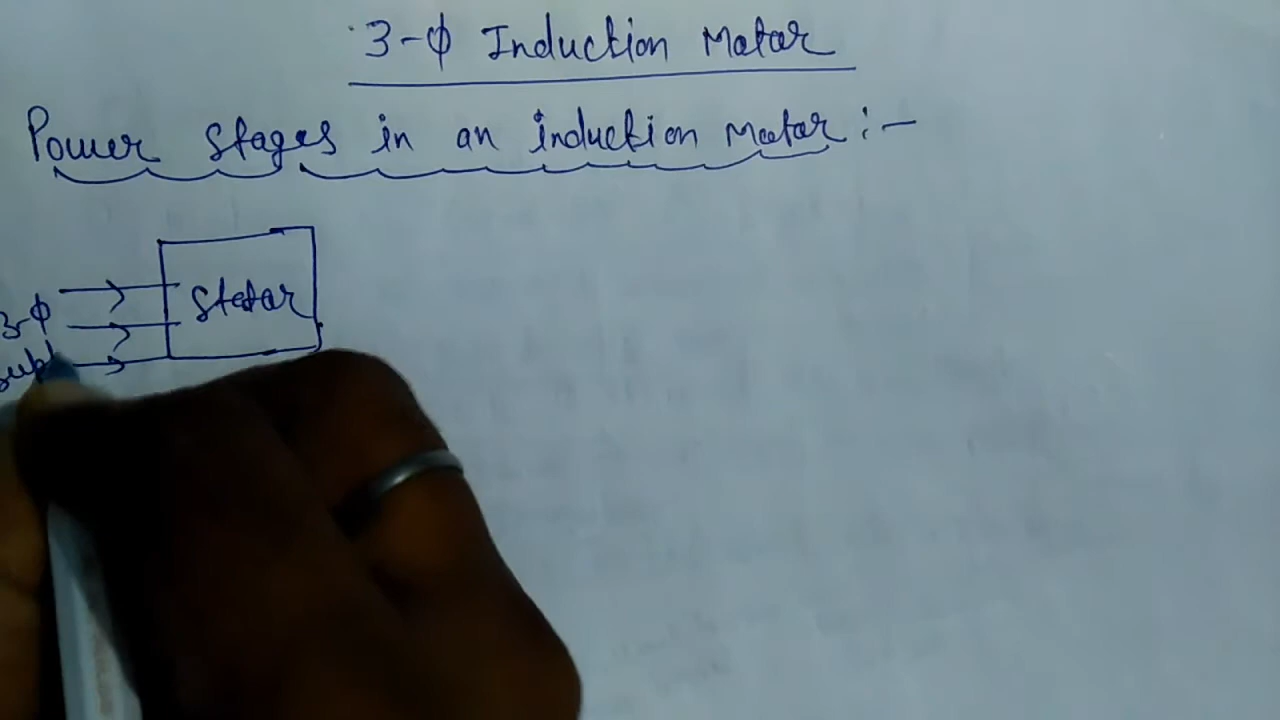 3-φ Induction Motor
Power stages in an induction Motor :-
Stator
3-φ